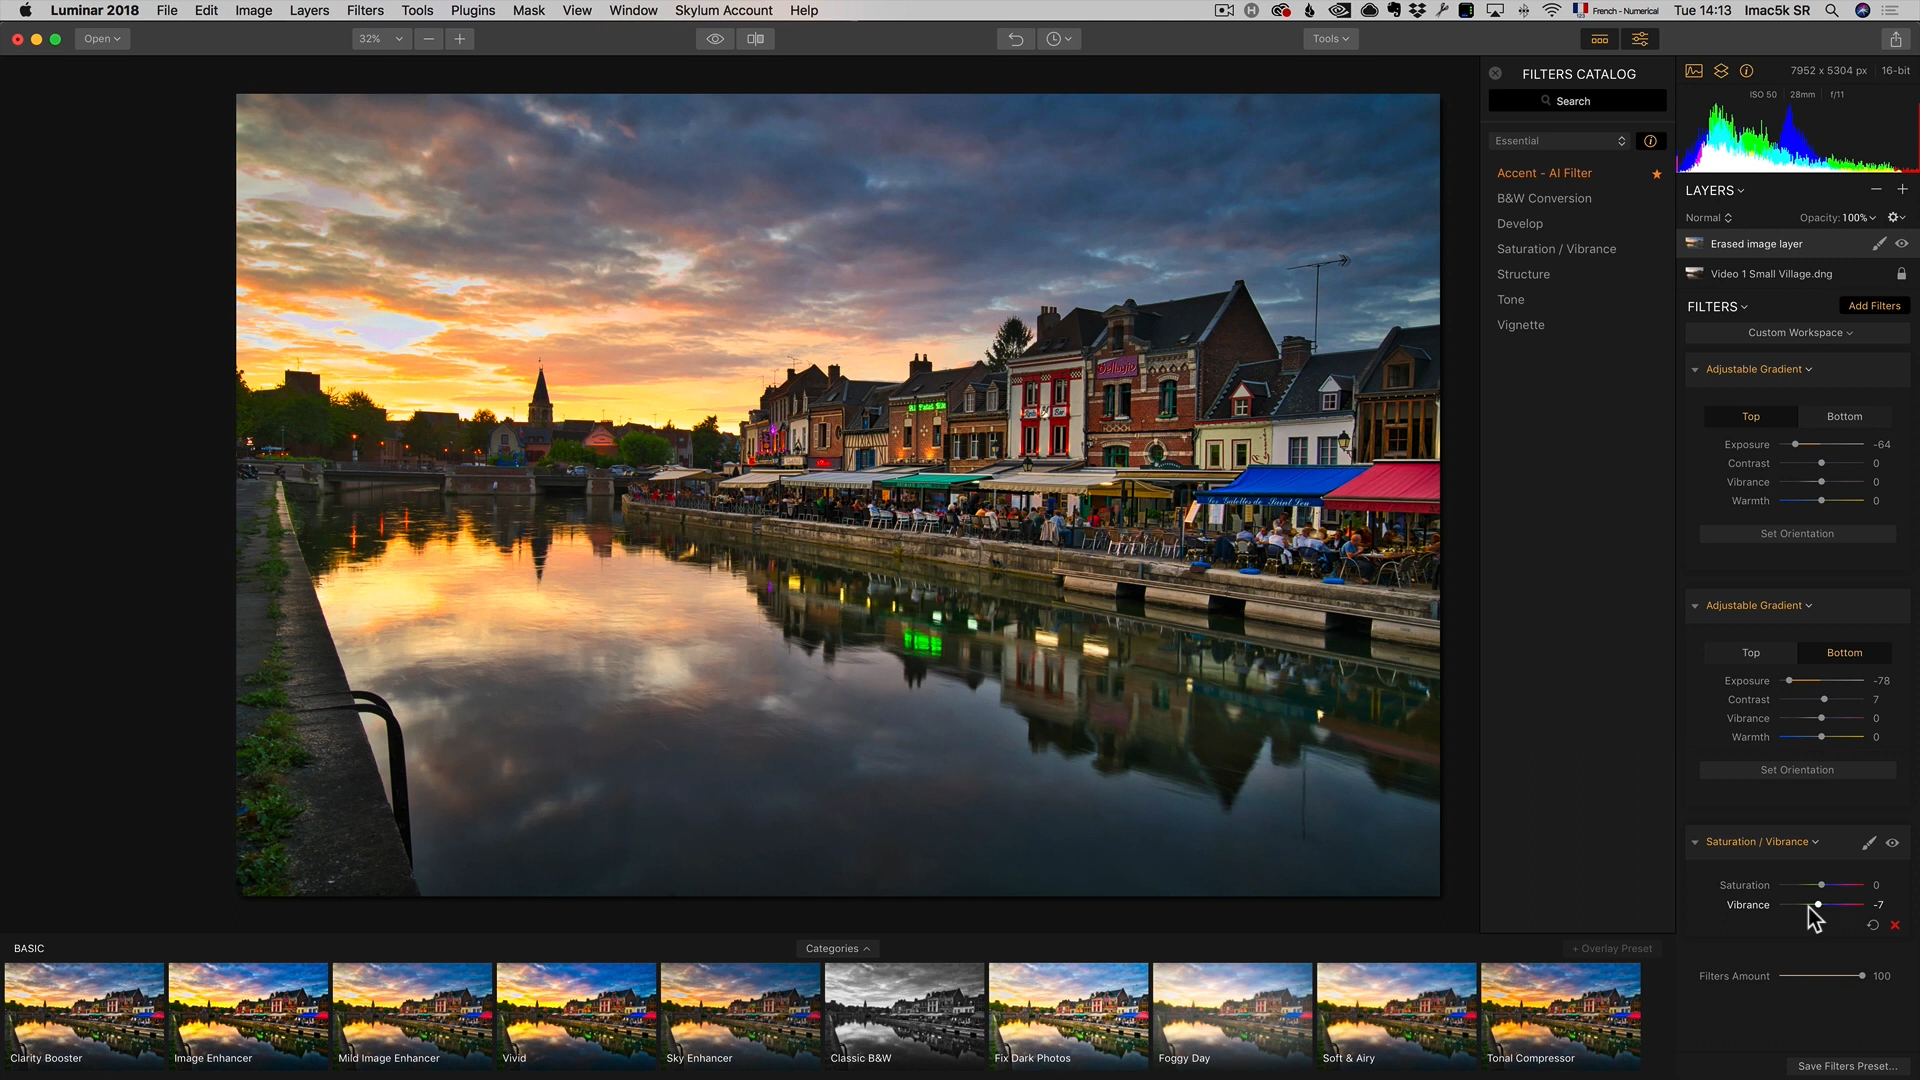 Luminar 2018 File Edit Image Layers Filters Tools Plugins Mask View Window Skylum Account Help
French - Numerical Tue 14:13 Imac5k SR
Open 32% Tools
FILTERS CATALOG
Search
Essential
Accent - AI Filter
B&W Conversion
Develop
Saturation / Vibrance
Structure
Tone
Vignette
7952 x 5304 px 16-bit
ISO 50 28mm f/11
LAYERS
Normal Opacity: 100%
Erased image layer
Video 1 Small Village.dng
FILTERS Add Filters
Custom Workspace
Adjustable Gradient
Top Bottom
Exposure -64
Contrast 0
Vibrance 0
Warmth 0
Set Orientation
Adjustable Gradient
Top Bottom
Exposure -78
Contrast 7
Vibrance 0
Warmth 0
Set Orientation
Saturation / Vibrance
Saturation 0
Vibrance -7
Filters Amount 100
Save Filters Preset...
BASIC Categories + Overlay Preset
Clarity Booster
Image Enhancer
Mild Image Enhancer
Vivid
Sky Enhancer
Classic B&W
Fix Dark Photos
Foggy Day
Soft & Airy
Tonal Compressor